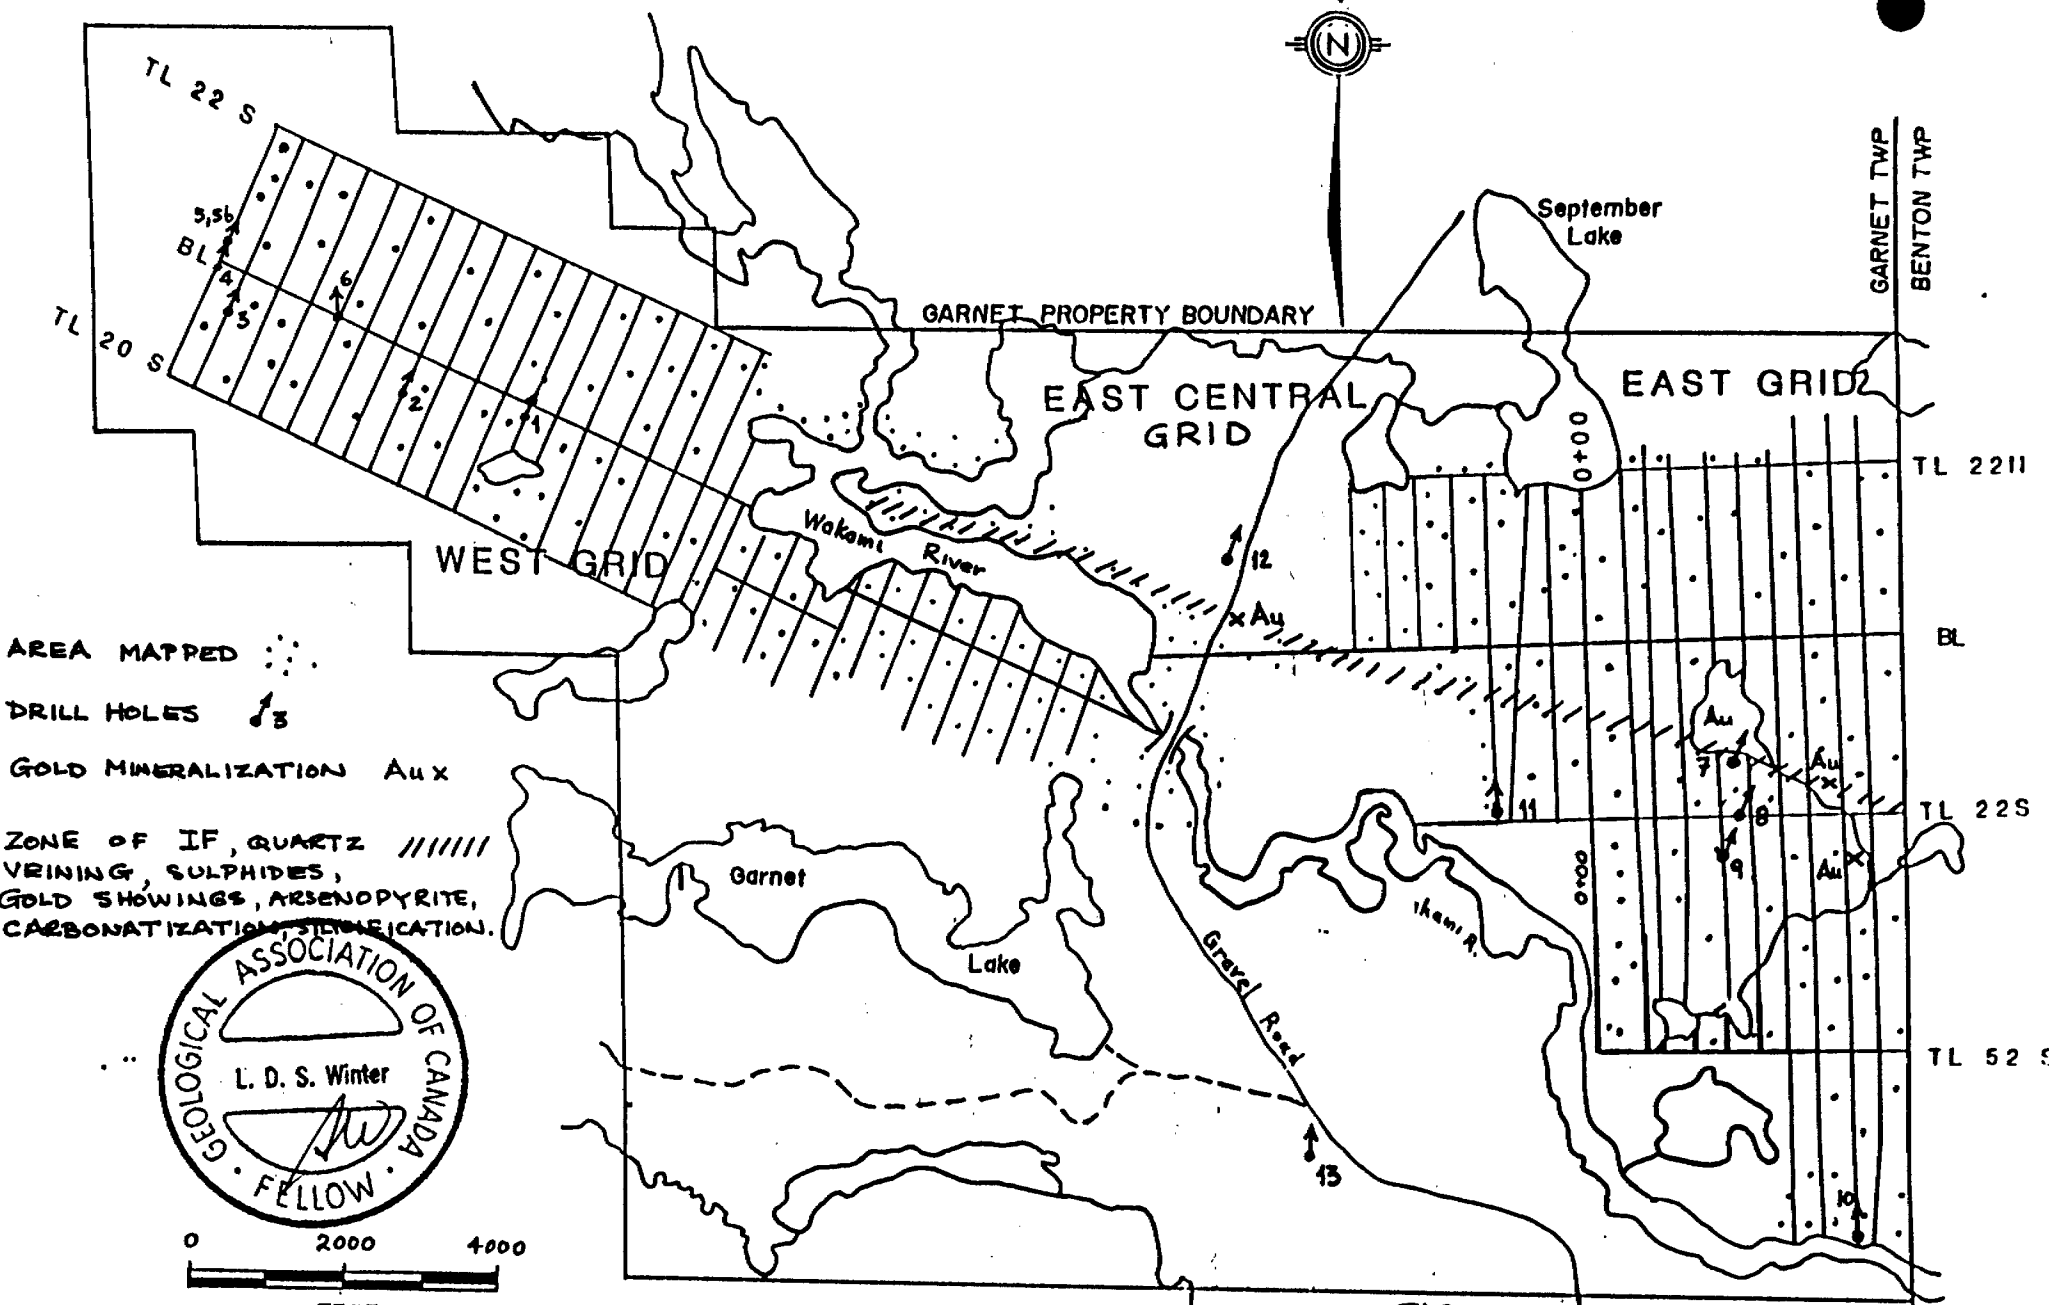 N
TL 22 S
September
Lake
GARNET TWP
BENTON TWP
5,5b
BL
4
3
6
GARNET PROPERTY BOUNDARY
TL 20 S
2
1
EAST CENTRAL
GRID
EAST GRID
0+00
TL 22N
WEST GRID
Wakami River
12
Au
BL
AREA MAPPED
DRILL HOLES 3
GOLD MINERALIZATION Au x
ZONE OF IF, QUARTZ
VEINING, SULPHIDES,
GOLD SHOWINGS, ARSENOPYRITE,
CARBONATIZATION, SILICIFICATION.
Au
7
Au
8
11
TL 22S
9
Au
0+00
Garnet
Lake
Gravel Road
TL 52 S
GEOLOGICAL ASSOCIATION OF CANADA
L. D. S. Winter
FELLOW
13
10
0 2000 4000